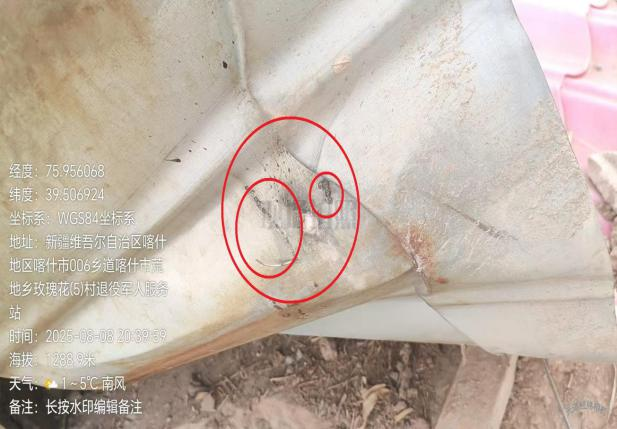 经度：75.956068
纬度：39.506924
坐标系：WGS84坐标系
地址：新疆维吾尔自治区喀什
地区喀什市006乡道喀什市荒
地乡玫瑰花(5)村退役军人服务
站
时间：2025-08-08 20:39:59
海拔：1288.9米
天气：1~5℃ 南风
备注：长按水印编辑备注